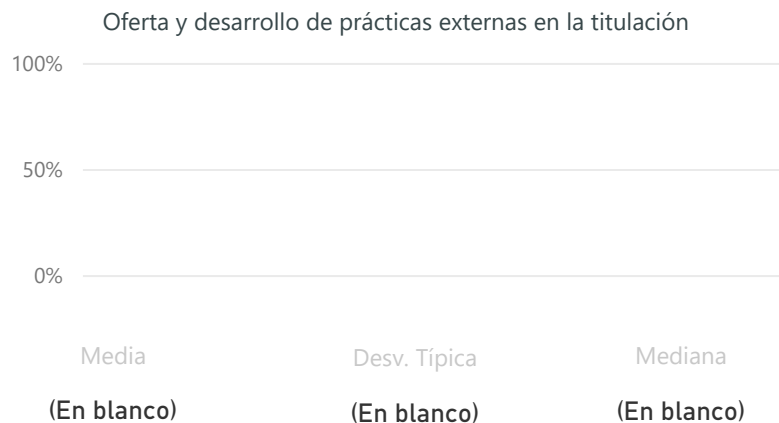 Oferta y desarrollo de prácticas externas en la titulación
100%
50%
0%
Media Desv. Típica Mediana
(En blanco) (En blanco) (En blanco)